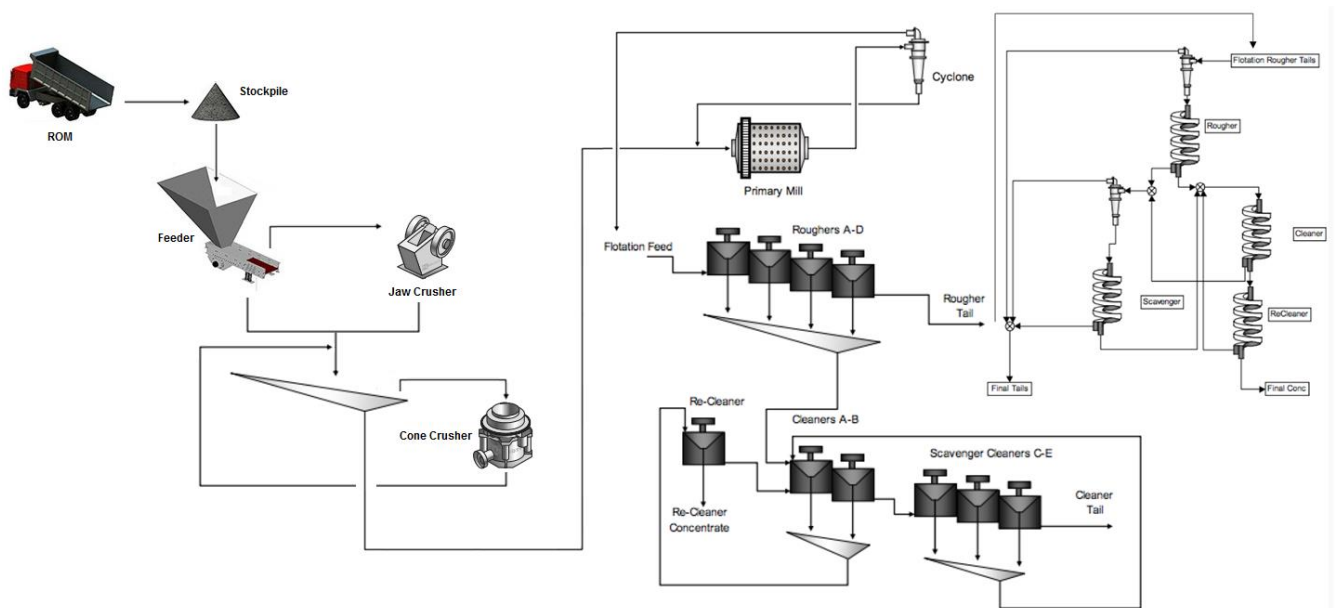 ROM
Stockpile
Feeder
Jaw Crusher
Cone Crusher
Cyclone
Primary Mill
Flotation Feed
Roughers A-D
Rougher
Tail
Re-Cleaner
Cleaners A-B
Scavenger Cleaners C-E
Re-Cleaner
Concentrate
Cleaner
Tail
Flotation Rougher Tails
Rougher
Cleaner
Scavenger
ReCleaner
Final Tails
Final Conc